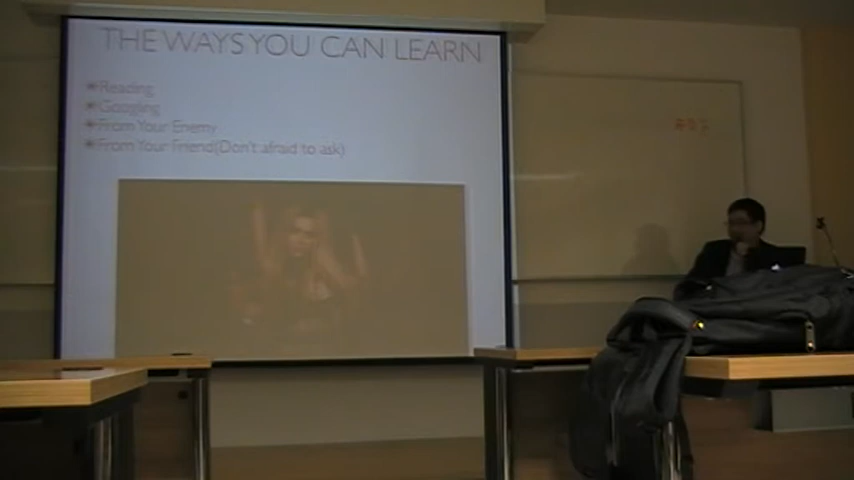 THE WAYS YOU CAN LEARN
Reading
Googling
From Your Enemy
From Your Friend(Don't afraid to ask)